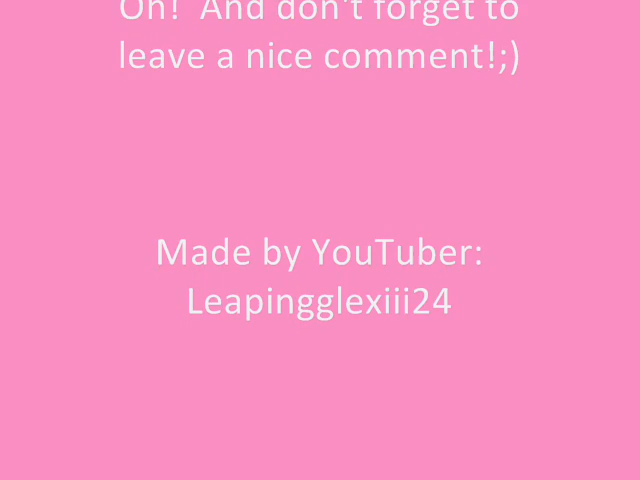 Oh!  And don't forget to
leave a nice comment!;)
Made by YouTuber:
Leapingglexiii24